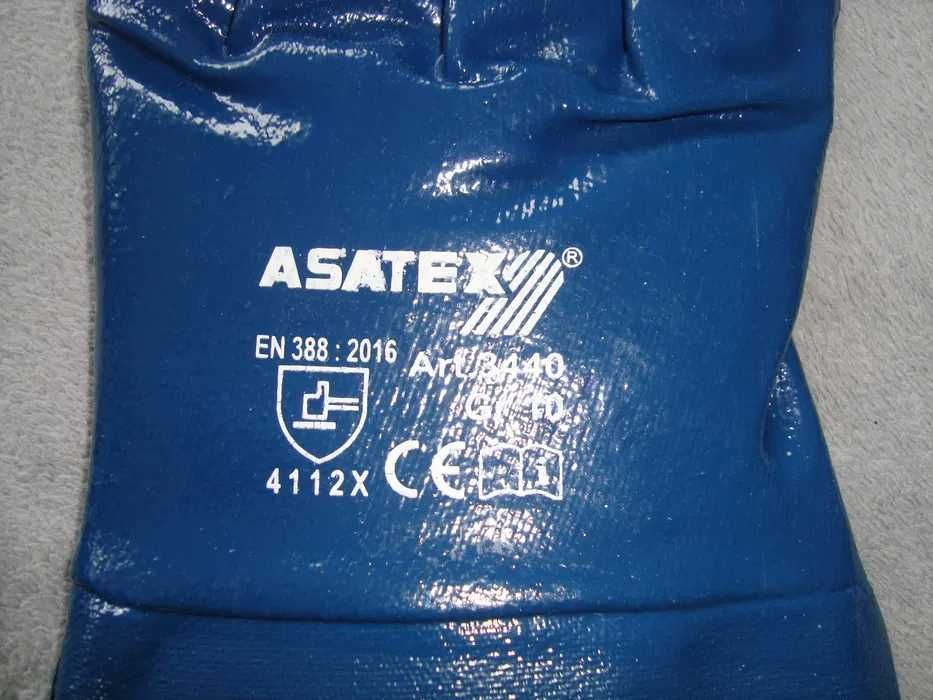 ASATEX®
EN 388 : 2016
Art. 3440
Gr. 10
4112X
CE
i